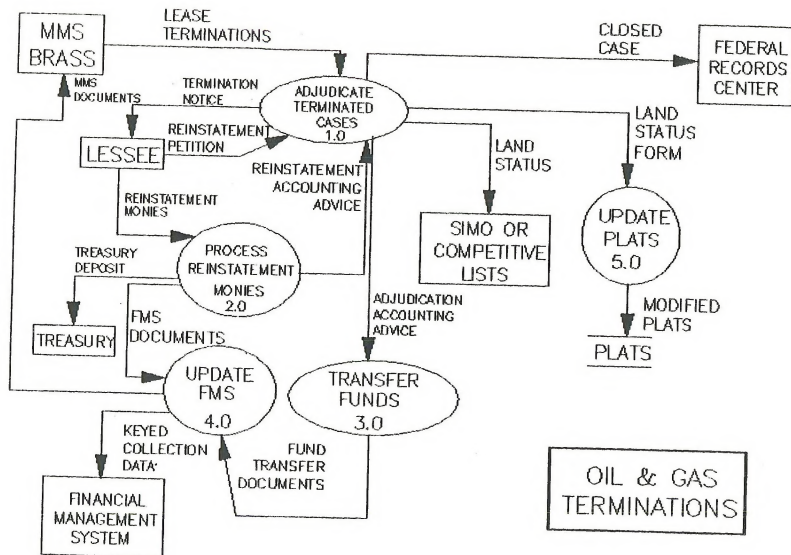 MMS
BRASS
LEASE
TERMINATIONS
CLOSED
CASE
FEDERAL
RECORDS
CENTER
MMS
DOCUMENTS
TERMINATION
NOTICE
ADJUDICATE
TERMINATED
CASES
1.0
REINSTATEMENT
PETITION
LESSEE
LAND
STATUS
FORM
LAND
STATUS
REINSTATEMENT
ACCOUNTING
ADVICE
REINSTATEMENT
MONIES
PROCESS
REINSTATEMENT
MONIES
2.0
SIMO OR
COMPETITIVE
LISTS
UPDATE
PLATS
5.0
TREASURY
DEPOSIT
TREASURY
FMS
DOCUMENTS
ADJUDICATION
ACCOUNTING
ADVICE
MODIFIED
PLATS
PLATS
UPDATE
FMS
4.0
TRANSFER
FUNDS
3.0
KEYED
COLLECTION
DATA'
FUND
TRANSFER
DOCUMENTS
FINANCIAL
MANAGEMENT
SYSTEM
OIL & GAS
TERMINATIONS